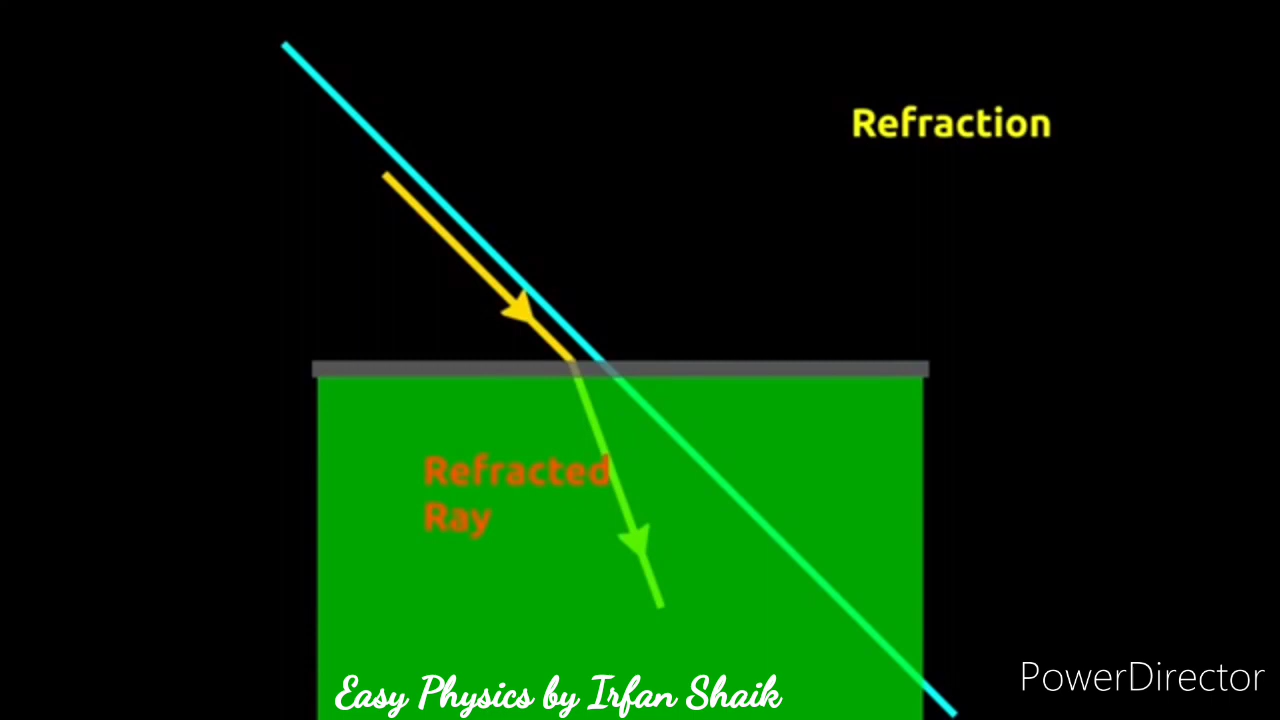 Refraction
Refracted
Ray
Easy Physics by Irfan Shaik
PowerDirector